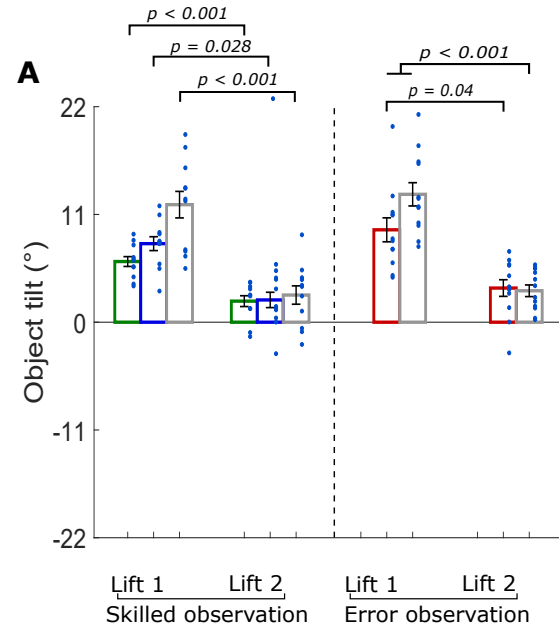 p < 0.001
p = 0.028
p < 0.001
p < 0.001
p = 0.04
A
22
11
0
-11
-22
Object tilt (°)
Lift 1 Lift 2 Lift 1 Lift 2
Skilled observation Error observation